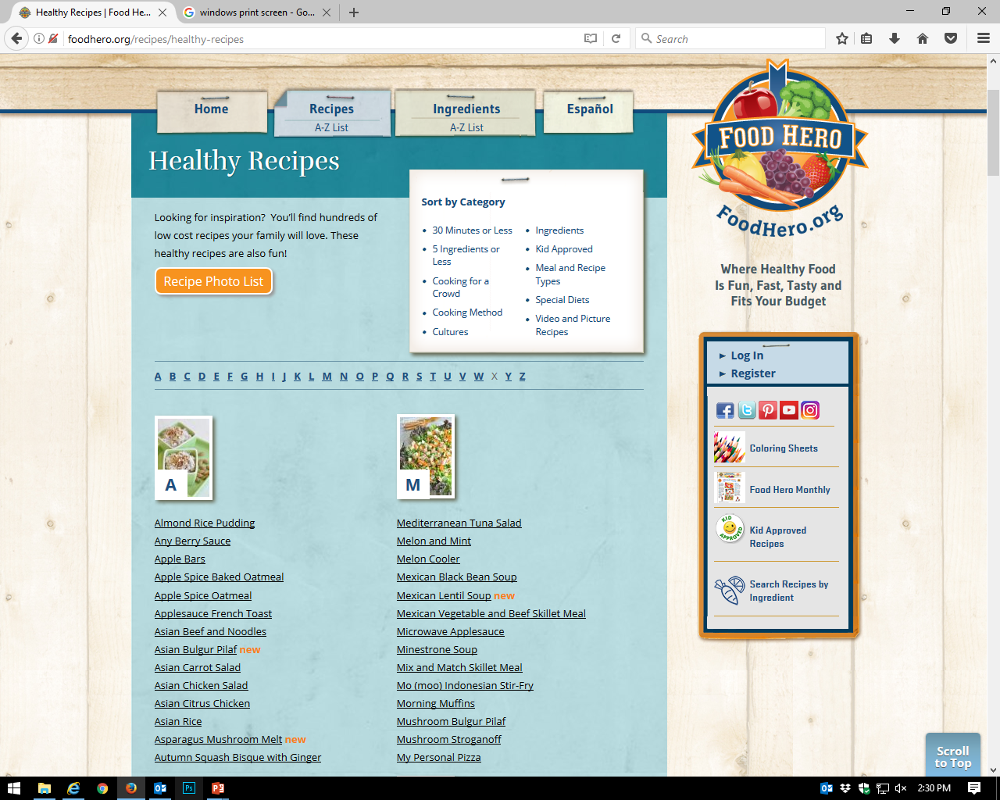 Healthy Recipes | Food He...
windows print screen - Go...
foodhero.org/recipes/healthy-recipes
Search
Home
Recipes
A-Z List
Ingredients
A-Z List
Español
FOOD HERO
FoodHero.org
Where Healthy Food
Is Fun, Fast, Tasty and
Fits Your Budget
Healthy Recipes
Looking for inspiration?  You'll find hundreds of
low cost recipes your family will love. These
healthy recipes are also fun!
Recipe Photo List
Sort by Category
30 Minutes or Less
5 Ingredients or
Less
Cooking for a
Crowd
Cooking Method
Cultures
Ingredients
Kid Approved
Meal and Recipe
Types
Special Diets
Video and Picture
Recipes
A B C D E F G H I J K L M N O P Q R S T U V W X Y Z
A
Almond Rice Pudding
Any Berry Sauce
Apple Bars
Apple Spice Baked Oatmeal
Apple Spice Oatmeal
Applesauce French Toast
Asian Beef and Noodles
Asian Bulgur Pilaf new
Asian Carrot Salad
Asian Chicken Salad
Asian Citrus Chicken
Asian Rice
Asparagus Mushroom Melt new
Autumn Squash Bisque with Ginger
M
Mediterranean Tuna Salad
Melon and Mint
Melon Cooler
Mexican Black Bean Soup
Mexican Lentil Soup new
Mexican Vegetable and Beef Skillet Meal
Microwave Applesauce
Minestrone Soup
Mix and Match Skillet Meal
Mo (moo) Indonesian Stir-Fry
Morning Muffins
Mushroom Bulgur Pilaf
Mushroom Stroganoff
My Personal Pizza
Log In
Register
Coloring Sheets
Food Hero Monthly
KID APPROVED
Kid Approved
Recipes
Search Recipes by
Ingredient
Scroll
to Top
Ps
2:30 PM